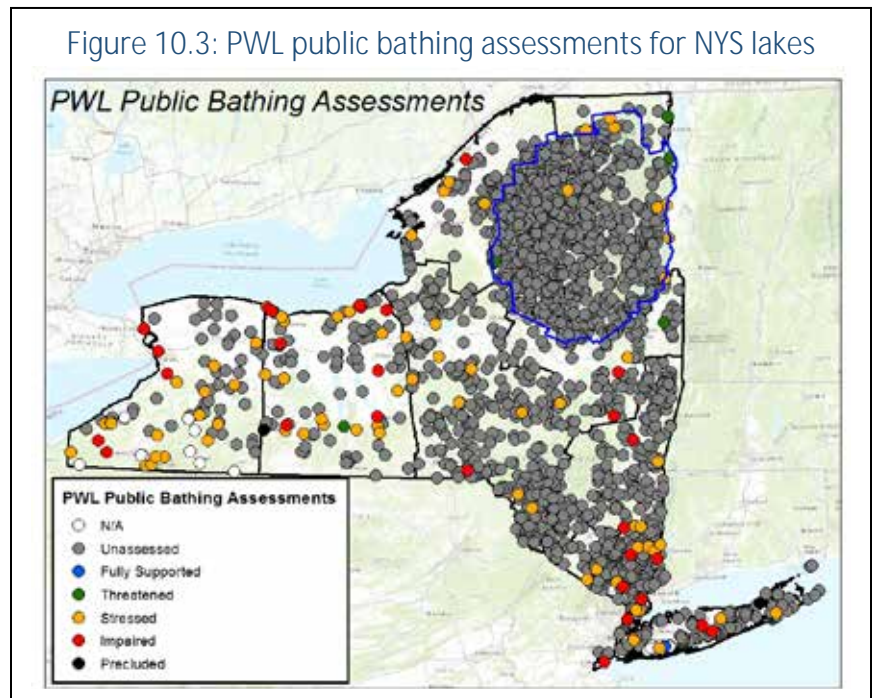 Figure 10.3: PWL public bathing assessments for NYS lakes
PWL Public Bathing Assessments
PWL Public Bathing Assessments
N/A
Unassessed
Fully Supported
Threatened
Stressed
Impaired
Precluded